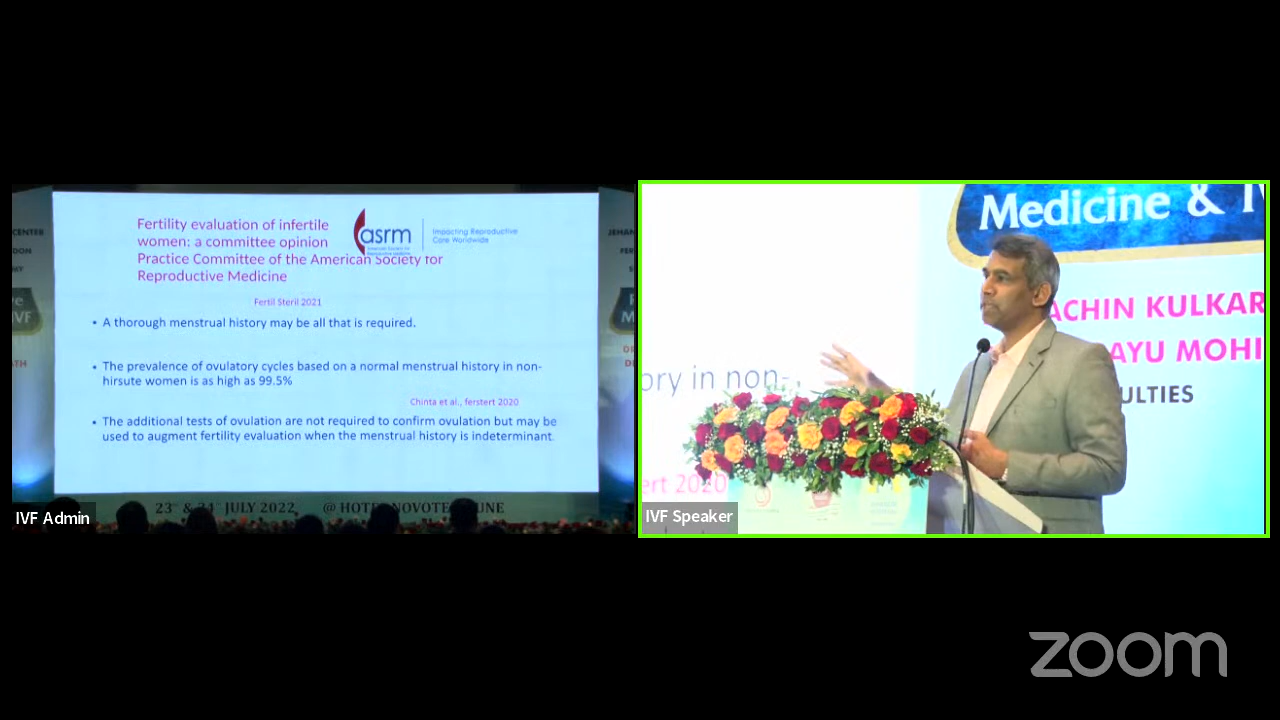 Fertility evaluation of infertile
women: a committee opinion
Practice Committee of the American Society for
Reproductive Medicine
asrm
Impacting Reproductive
Care Worldwide
Fertil Steril 2021
• A thorough menstrual history may be all that is required.
• The prevalence of ovulatory cycles based on a normal menstrual history in non-
hirsute women is as high as 99.5%
Chinta et al., ferstert 2020
• The additional tests of ovulation are not required to confirm ovulation but may be
used to augment fertility evaluation when the menstrual history is indeterminant.
CENTER
IVF
JULY 2022
IVF Admin
Medicine &
ACHIN KULKAR
AYU MOHI
ULTIES
ory in non-
ert 2020
IVF Speaker
zoom